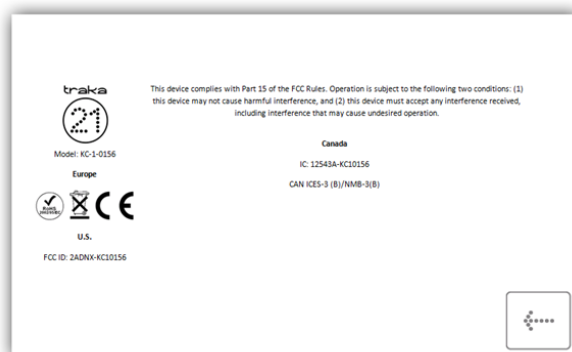 traka
21
Model: KC-1-0156
Europe
CE
U.S.
FCC ID: 2ADNX-KC10156
This device complies with Part 15 of the FCC Rules. Operation is subject to the following two conditions: (1)
this device may not cause harmful interference, and (2) this device must accept any interference received,
including interference that may cause undesired operation.
Canada
IC: 12543A-KC10156
CAN ICES-3 (B)/NMB-3(B)